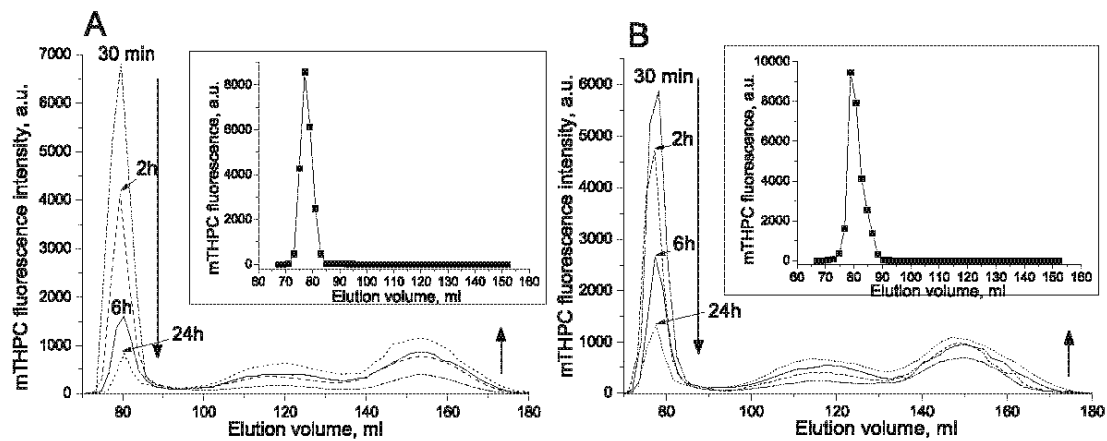 A
30 min
2h
6h
24h
mTHPC fluorescence intensity, a.u.
7000
6000
5000
4000
3000
2000
1000
0
80 100 120 140 160 180
Elution volume, ml
mTHPC fluorescence, a.u.
8000
6000
4000
2000
0
60 70 80 90 100 110 120 130 140 150 160
Elution volume, ml
B
30 min
2h
6h
24h
mTHPC fluorescence intensity, a.u.
6000
5000
4000
3000
2000
1000
0
80 100 120 140 160 180
Elution volume, ml
mTHPC fluorescence, a.u.
10000
8000
6000
4000
2000
0
60 70 80 90 100 110 120 130 140 150 160
Elution volume, ml